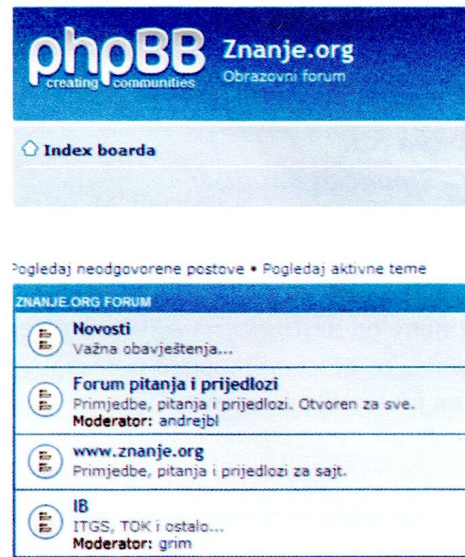 phpBB
creating communities
Znanje.org
Obrazovni forum
Index boarda
Pogledaj neodgovorene postove • Pogledaj aktivne teme
ZNANJE.ORG FORUM
Novosti
Važna obavještenja...
Forum pitanja i prijedlozi
Primjedbe, pitanja i prijedlozi. Otvoren za sve.
Moderator: andrejbl
www.znanje.org
Primjedbe, pitanja i prijedlozi za sajt.
IB
ITGS, TOK i ostalo...
Moderator: grim